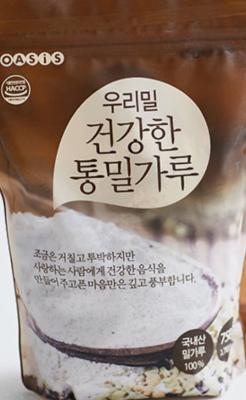 OASIS
HACCP
우리밀
건강한
통밀가루
조금은 거칠고 투박하지만
사랑하는 사람에게 건강한 음식을
만들어 주고픈 마음만은 깊고 풍부합니다.
국내산
밀가루
100%